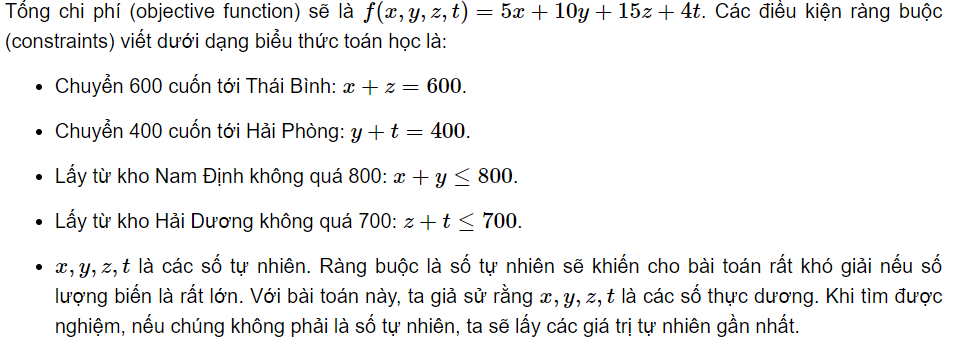 Tổng chi phí (objective function) sẽ là f(x, y, z, t) = 5x + 10y + 15z + 4t. Các điều kiện ràng buộc
(constraints) viết dưới dạng biểu thức toán học là:
• Chuyển 600 cuốn tới Thái Bình: x + z = 600.
• Chuyển 400 cuốn tới Hải Phòng: y + t = 400.
• Lấy từ kho Nam Định không quá 800: x + y ≤ 800.
• Lấy từ kho Hải Dương không quá 700: z + t ≤ 700.
• x, y, z, t là các số tự nhiên. Ràng buộc là số tự nhiên sẽ khiến cho bài toán rất khó giải nếu số
lượng biến là rất lớn. Với bài toán này, ta giả sử rằng x, y, z, t là các số thực dương. Khi tìm được
nghiệm, nếu chúng không phải là số tự nhiên, ta sẽ lấy các giá trị tự nhiên gần nhất.